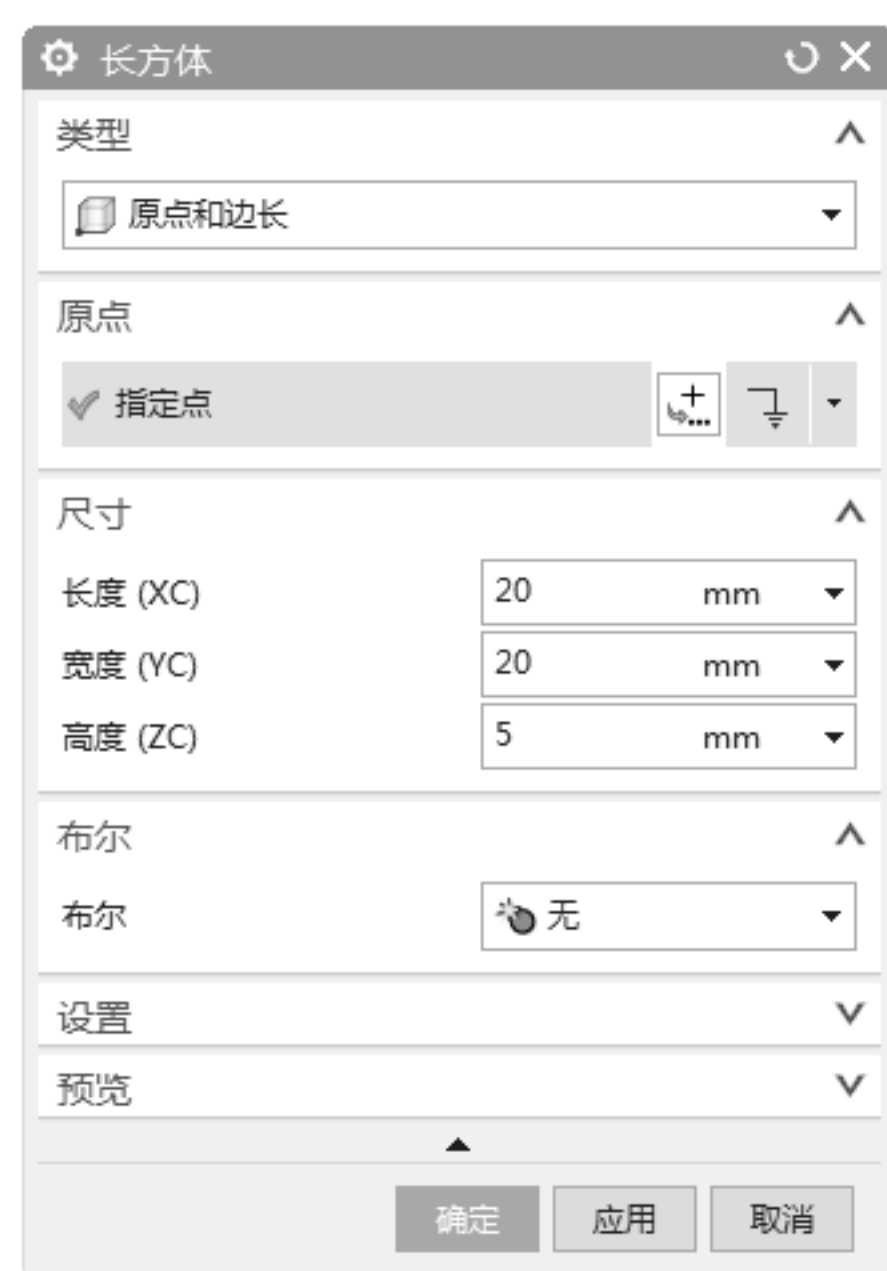 长方体
类型
原点和边长
原点
指定点
尺寸
长度 (XC) 20 mm
宽度 (YC) 20 mm
高度 (ZC) 5 mm
布尔
布尔 无
设置
预览
确定 应用 取消